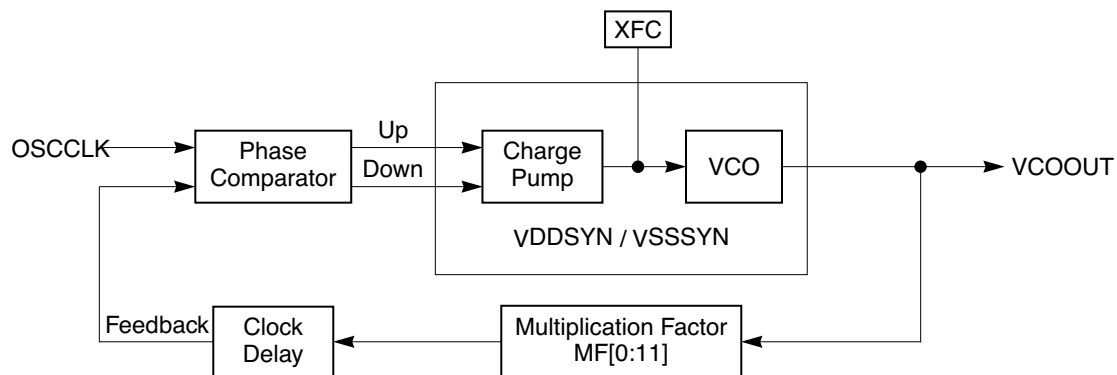 XFC
OSCCLK
Phase
Comparator
Up
Down
Charge
Pump
VCO
VCOOUT
VDDSYN / VSSSYN
Feedback
Clock
Delay
Multiplication Factor
MF[0:11]